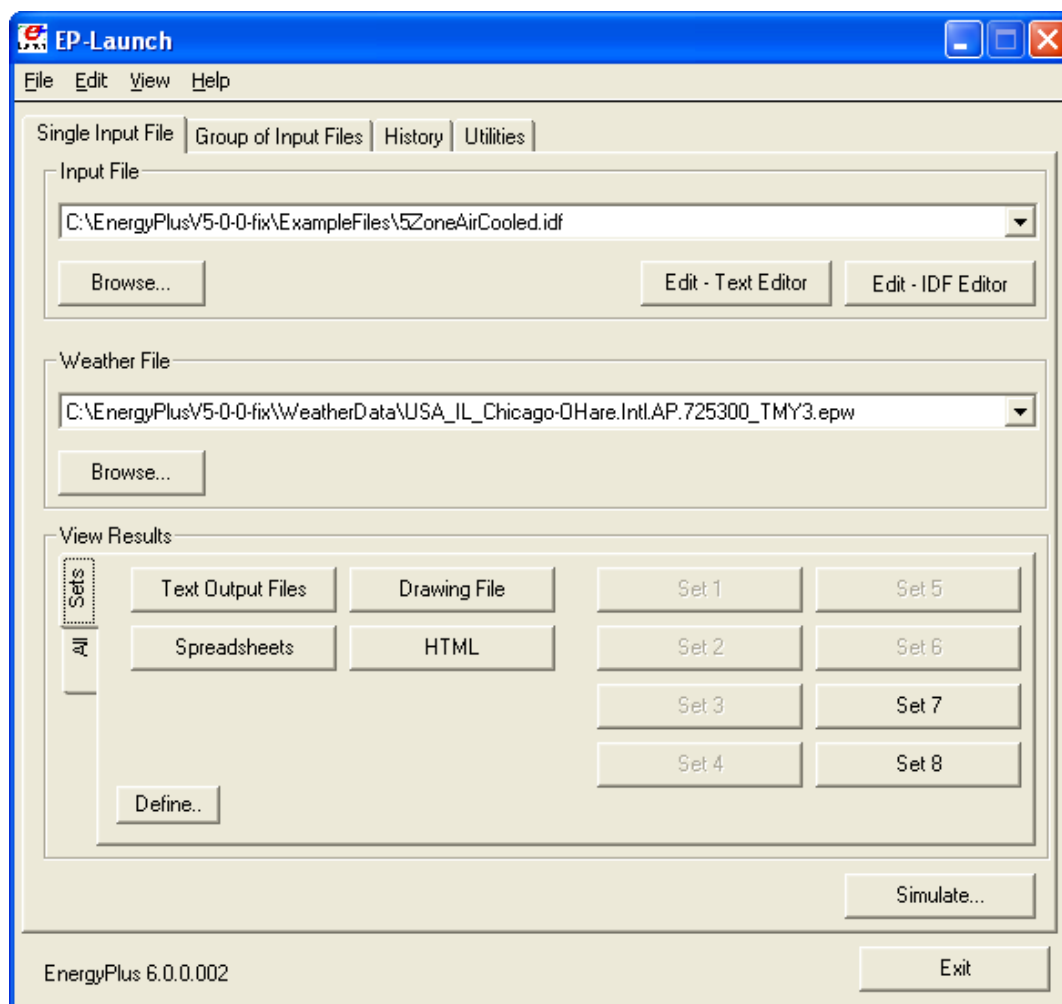 EP-Launch
File Edit View Help
Single Input File Group of Input Files History Utilities
Input File
C:\EnergyPlusV5-0-0-fix\ExampleFiles\5ZoneAirCooled.idf
Browse... Edit - Text Editor Edit - IDF Editor
Weather File
C:\EnergyPlusV5-0-0-fix\WeatherData\USA_IL_Chicago-OHare.Intl.AP.725300_TMY3.epw
Browse...
View Results
Sets
All
Text Output Files Drawing File Set 1 Set 5
Spreadsheets HTML Set 2 Set 6
Set 3 Set 7
Set 4 Set 8
Define..
Simulate...
EnergyPlus 6.0.0.002 Exit